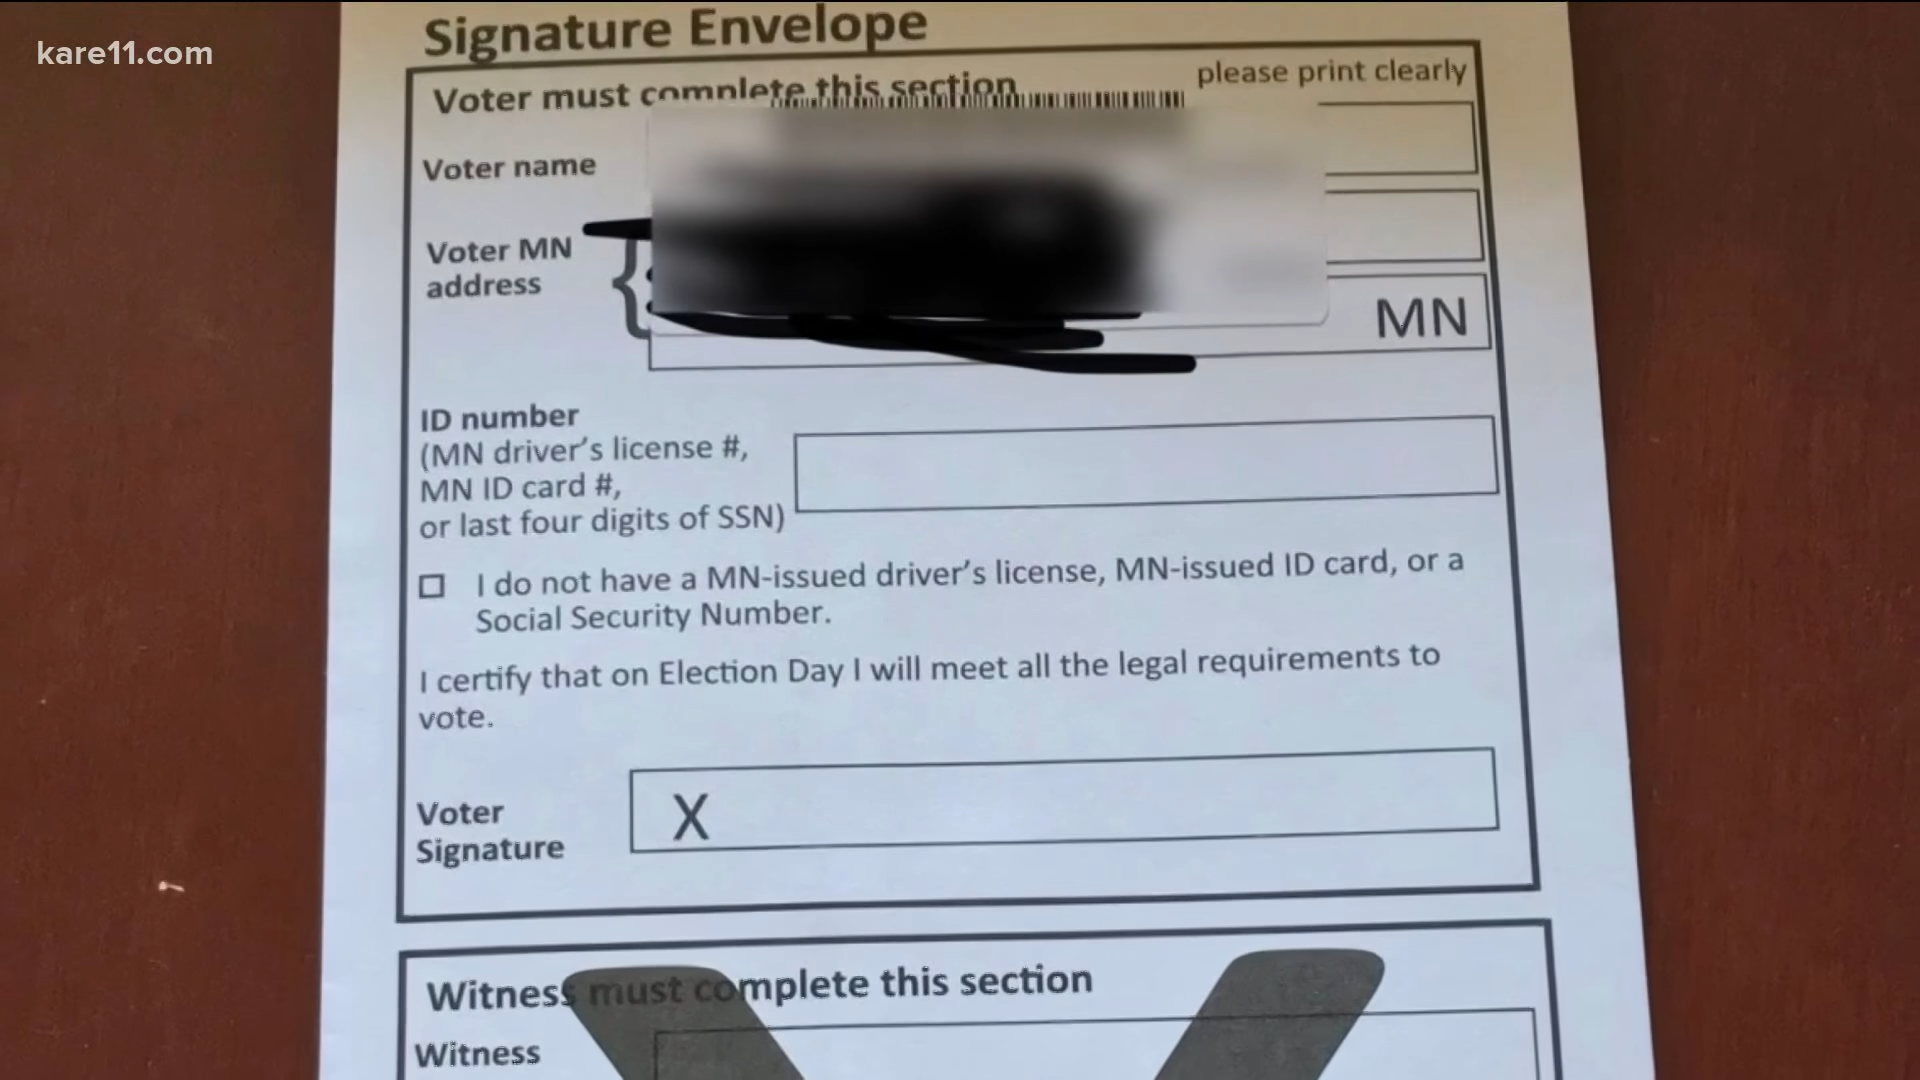 kare11.com
Signature Envelope
Voter must complete this section please print clearly
Voter name
Voter MN
address
MN
ID number
(MN driver's license #,
MN ID card #,
or last four digits of SSN)
I do not have a MN-issued driver's license, MN-issued ID card, or a
Social Security Number.
I certify that on Election Day I will meet all the legal requirements to
vote.
X
Voter
Signature
Witness must complete this section
Witness